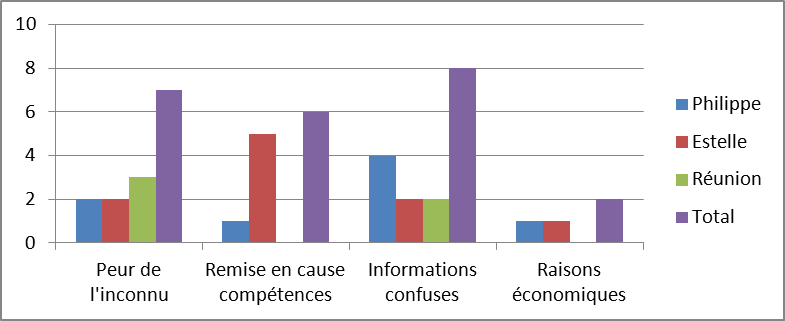 10
8
6
4
2
0
Peur de
l'inconnu
Remise en cause
compétences
Informations
confuses
Raisons
économiques
Philippe
Estelle
Réunion
Total